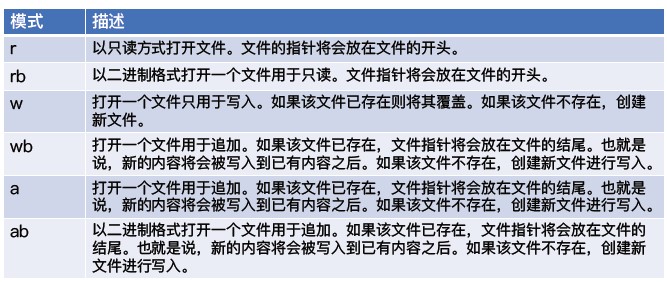 模式 描述
r 以只读方式打开文件。文件的指针将会放在文件的开头。
rb 以二进制格式打开一个文件用于只读。文件指针将会放在文件的开头。
w 打开一个文件只用于写入。如果该文件已存在则将其覆盖。如果该文件不存在，创建
新文件。
wb 打开一个文件用于追加。如果该文件已存在，文件指针将会放在文件的结尾。也就是
说，新的内容将会被写入到已有内容之后。如果该文件不存在，创建新文件进行写入。
a 打开一个文件用于追加。如果该文件已存在，文件指针将会放在文件的结尾。也就是
说，新的内容将会被写入到已有内容之后。如果该文件不存在，创建新文件进行写入。
ab 以二进制格式打开一个文件用于追加。如果该文件已存在，文件指针将会放在文件的
结尾。也就是说，新的内容将会被写入到已有内容之后。如果该文件不存在，创建新
文件进行写入。